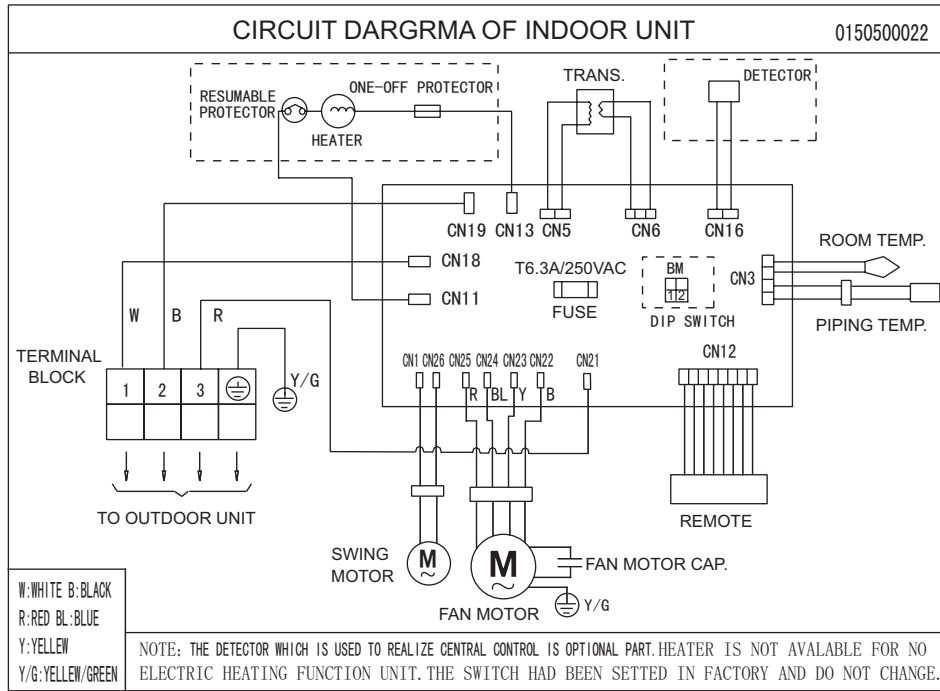 CIRCUIT DARGRMA OF INDOOR UNIT
0150500022
RESUMABLE
PROTECTOR
ONE-OFF PROTECTOR
HEATER
TRANS.
DETECTOR
CN19 CN13 CN5 CN6 CN16
CN18
CN11
T6.3A/250VAC
FUSE
BM
1 2
DIP SWITCH
CN3
ROOM TEMP.
PIPING TEMP.
W B R
TERMINAL
BLOCK
1 2 3
Y/G
CN1 CN26 CN25 CN24 CN23 CN22 CN21
R BL Y B
CN12
TO OUTDOOR UNIT
SWING
MOTOR
M
~
M
~
FAN MOTOR
FAN MOTOR CAP.
Y/G
REMOTE
W:WHITE B:BLACK
R:RED BL:BLUE
Y:YELLEW
Y/G:YELLEW/GREEN
NOTE: THE DETECTOR WHICH IS USED TO REALIZE CENTRAL CONTROL IS OPTIONAL PART. HEATER IS NOT AVALABLE FOR NO
ELECTRIC HEATING FUNCTION UNIT. THE SWITCH HAD BEEN SETTED IN FACTORY AND DO NOT CHANGE.